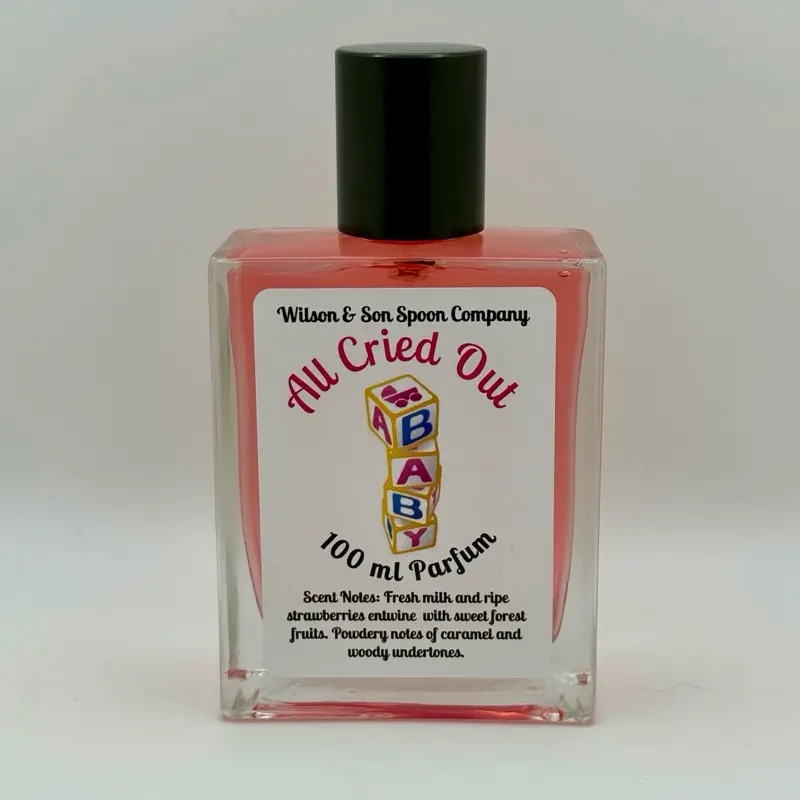 Wilson & Son Spoon Company
All Cried Out
A B
A
B
Y
100 ml Parfum
Scent Notes: Fresh milk and ripe
strawberries entwine with sweet forest
fruits. Powdery notes of caramel and
woody undertones.